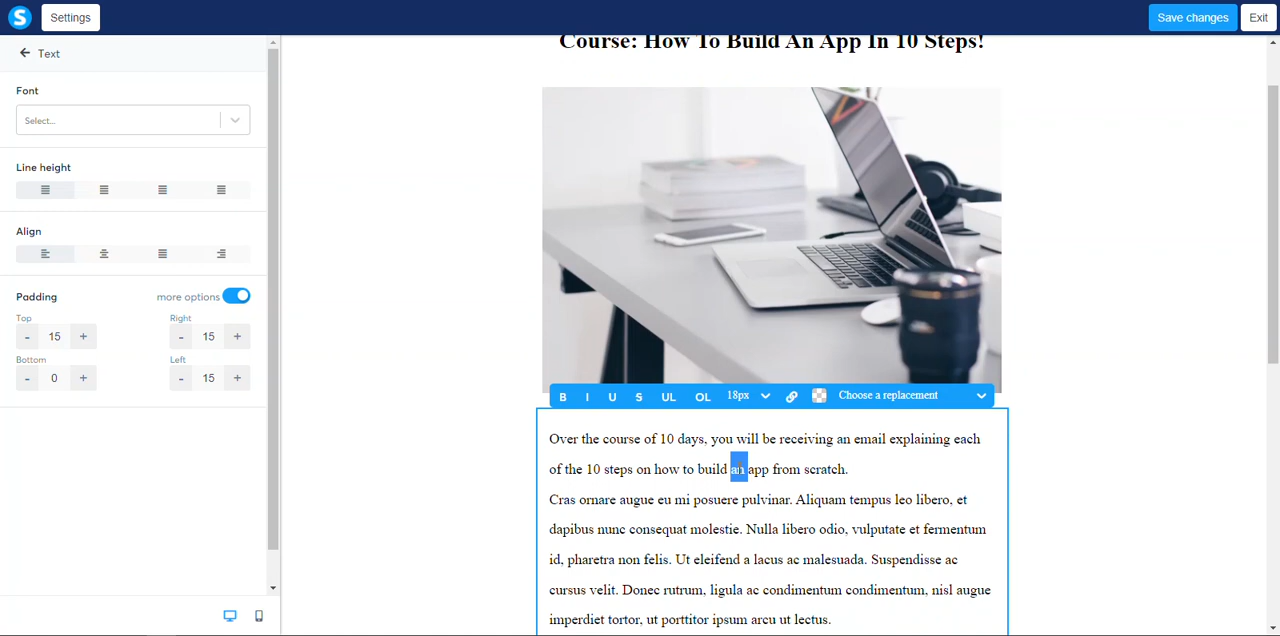 S Settings Save changes Exit
Text
Course: How To Build An App In 10 Steps!
Font
Select...
Line height
Align
Padding more options
Top Right
- 15 + - 15 +
Bottom Left
- 0 + - 15 +
B I U S UL OL 18px Choose a replacement
Over the course of 10 days, you will be receiving an email explaining each
of the 10 steps on how to build an app from scratch.
Cras ornare augue eu mi posuere pulvinar. Aliquam tempus leo libero, et
dapibus nunc consequat molestie. Nulla libero odio, vulputate et fermentum
id, pharetra non felis. Ut eleifend a lacus ac malesuada. Suspendisse ac
cursus velit. Donec rutrum, ligula ac condimentum condimentum, nisl augue
imperdiet tortor, ut porttitor ipsum arcu ut lectus.